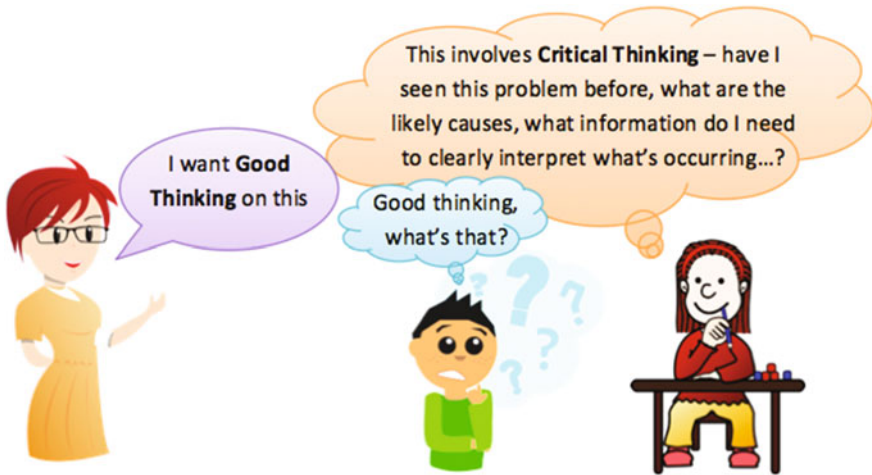 I want Good
Thinking on this
Good thinking,
what's that?
This involves Critical Thinking – have I
seen this problem before, what are the
likely causes, what information do I need
to clearly interpret what's occurring...?